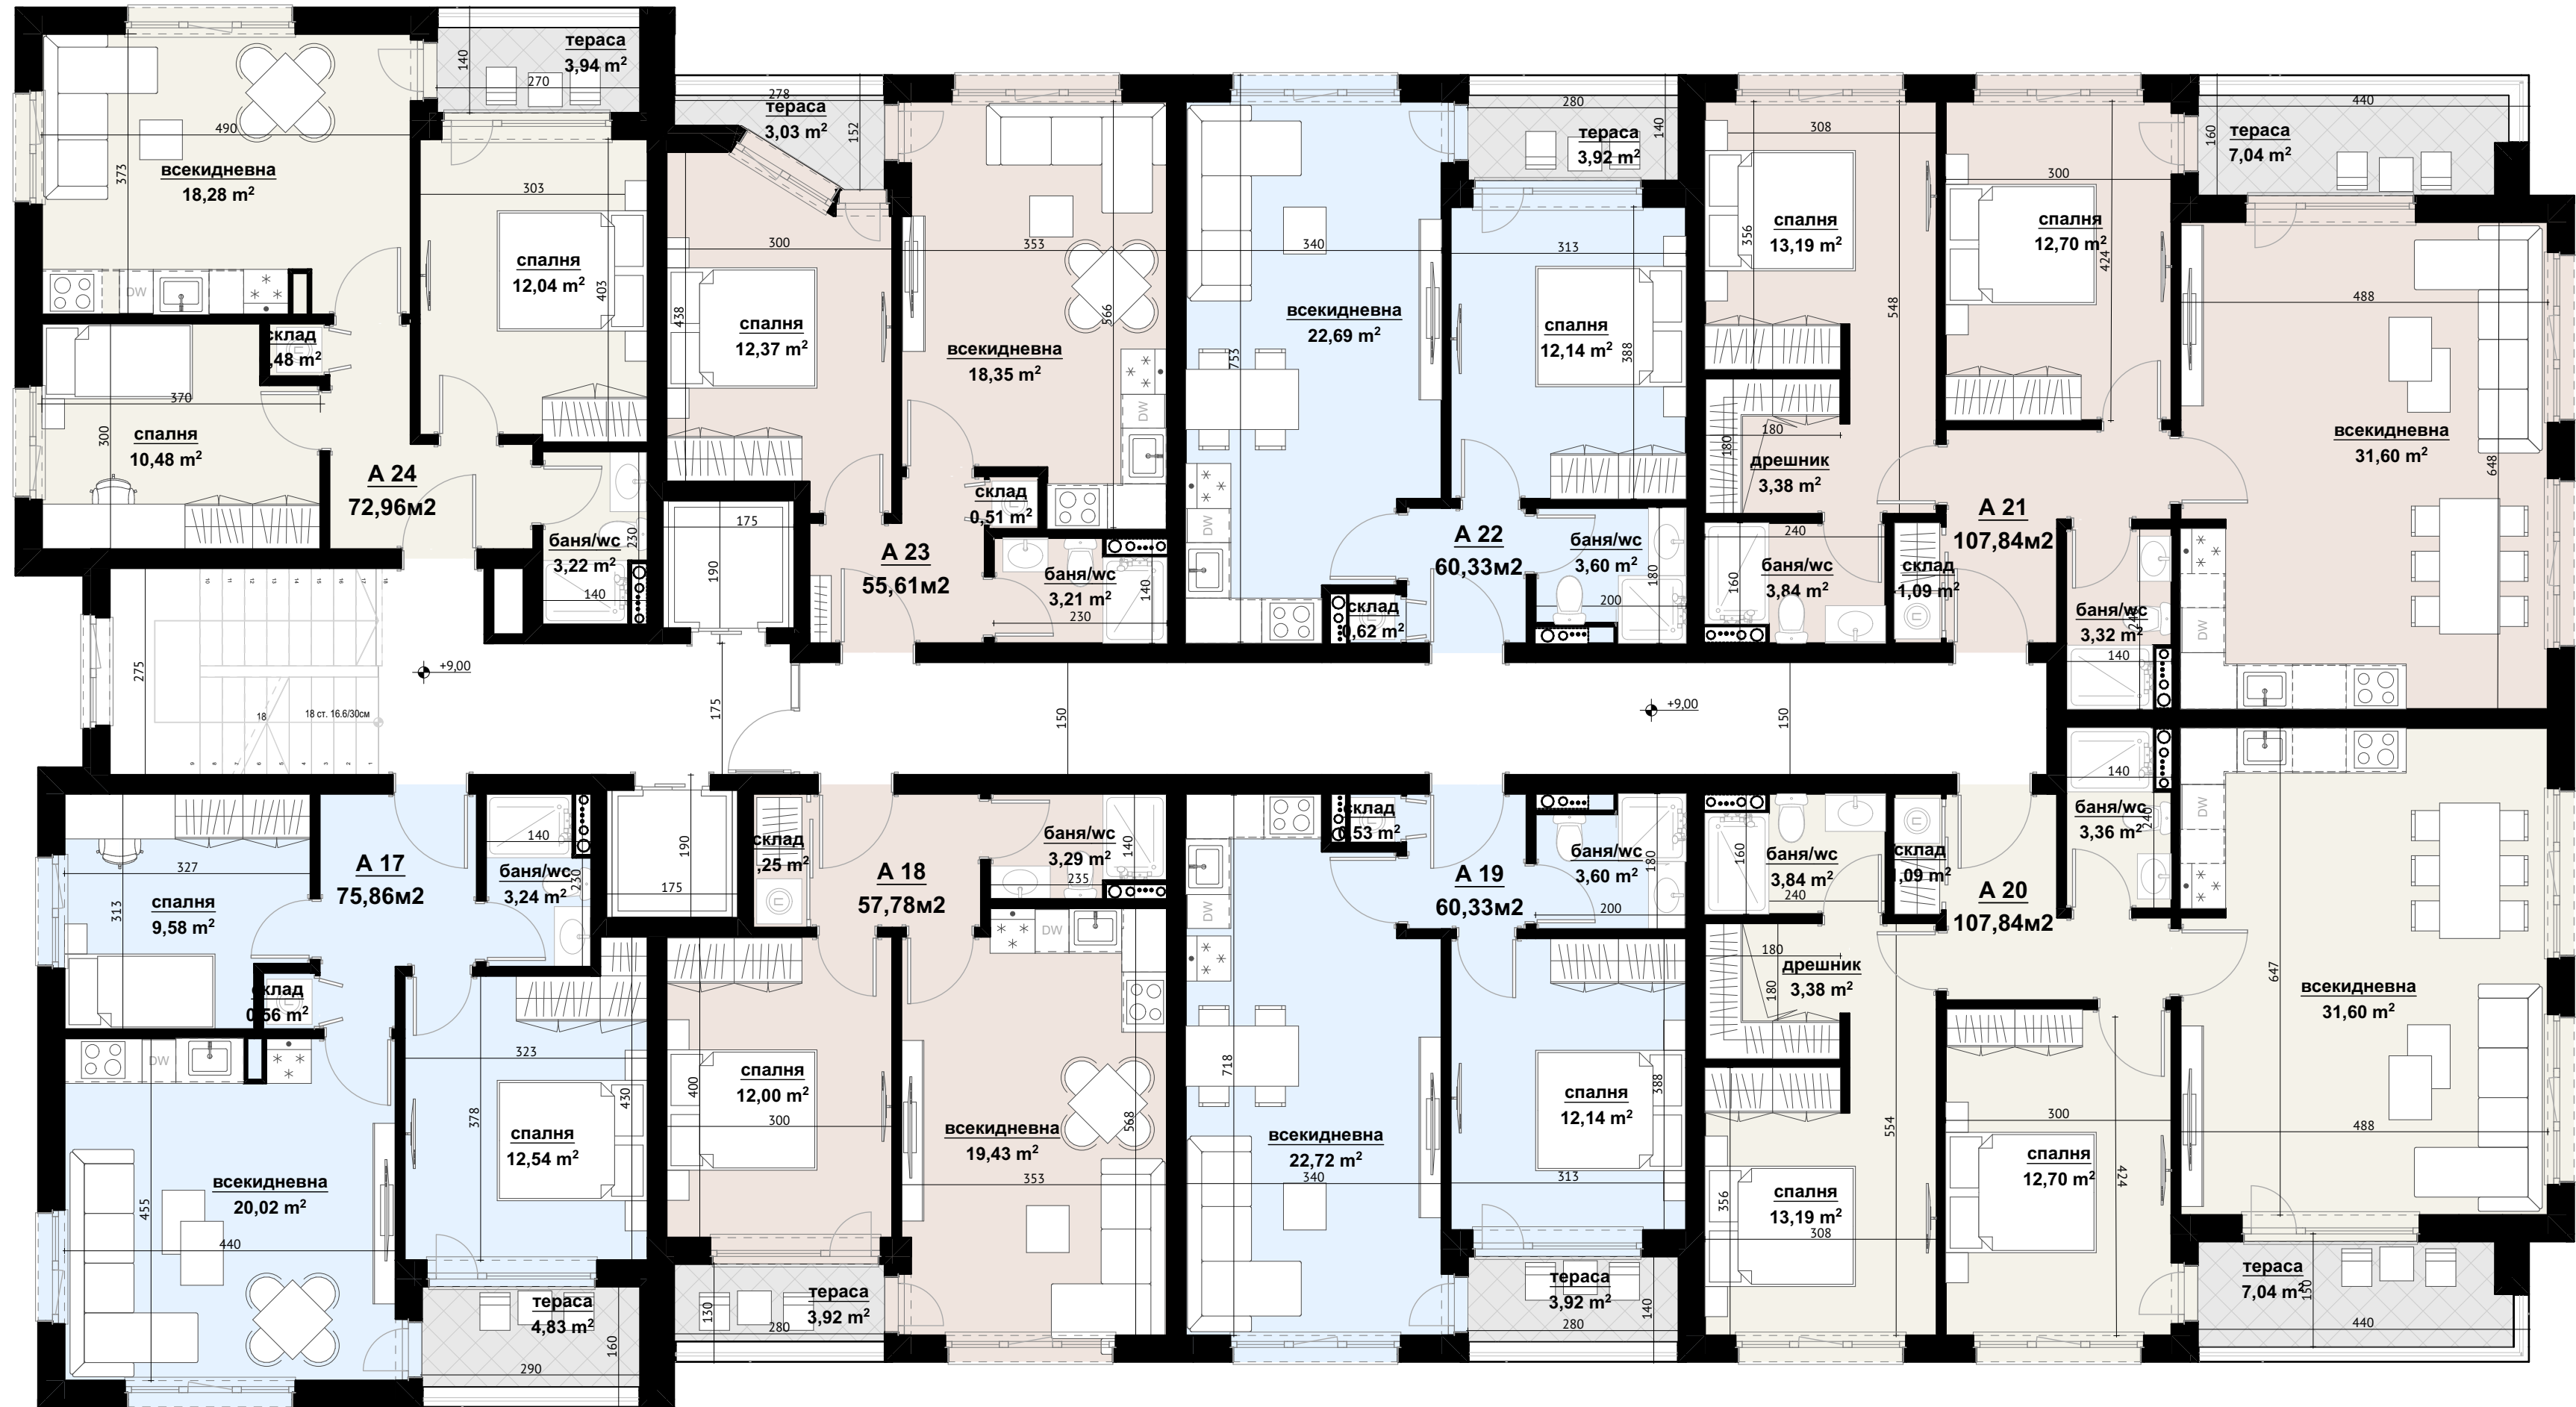 тераса
3,94 m²
140
270
490
373
всекидневна
18,28 m²
303
спалня
12,04 m²
403
DW
склад
,48 m²
370
300
спалня
10,48 m²
А 24
72,96м2
баня/wc
3,22 m²
230
140
278
тераса
3,03 m²
152
300
438
спалня
12,37 m²
353
566
всекидневна
18,35 m²
DW
склад
0,51 m²
А 23
55,61м2
баня/wc
3,21 m²
140
230
175
190
340
753
всекидневна
22,69 m²
DW
280
140
тераса
3,92 m²
313
спалня
12,14 m²
388
А 22
60,33м2
склад
0,62 m²
баня/wc
3,60 m²
180
200
308
356
548
спалня
13,19 m²
180
180
дрешник
3,38 m²
240
160
баня/wc
3,84 m²
склад
1,09 m²
300
спалня
12,70 m²
424
А 21
107,84м2
440
160
тераса
7,04 m²
488
всекидневна
31,60 m²
648
DW
баня/wc
3,32 m²
240
140
275
+9,00
18
18 ст. 16.6/30см
175
150
+9,00
150
А 17
75,86м2
327
313
спалня
9,58 m²
140
баня/wc
3,24 m²
230
склад
0,56 m²
DW
323
378
430
спалня
12,54 m²
всекидневна
20,02 m²
455
440
тераса
4,83 m²
160
290
190
175
склад
,25 m²
А 18
57,78м2
баня/wc
3,29 m²
140
235
DW
400
спалня
12,00 m²
300
568
всекидневна
19,43 m²
353
130
тераса
3,92 m²
280
склад
0,53 m²
А 19
60,33м2
DW
баня/wc
3,60 m²
180
200
718
всекидневна
22,72 m²
340
спалня
12,14 m²
388
313
тераса
3,92 m²
140
280
160
баня/wc
3,84 m²
240
склад
1,09 m²
А 20
107,84м2
180
дрешник
3,38 m²
180
554
356
спалня
13,19 m²
308
300
спалня
12,70 m²
424
140
баня/wc
3,36 m²
240
DW
647
всекидневна
31,60 m²
488
тераса
7,04 m²
150
440